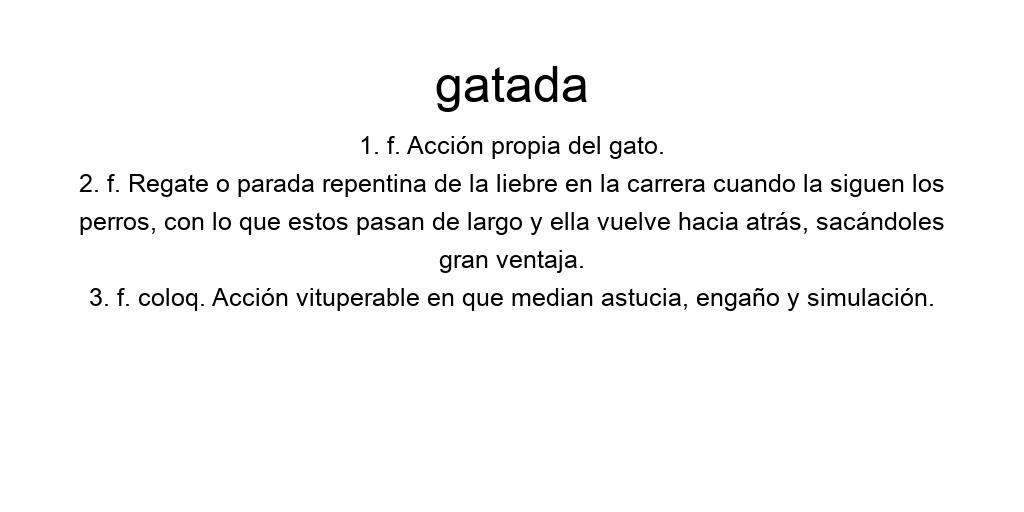 gatada
1. f. Acción propia del gato.
2. f. Regate o parada repentina de la liebre en la carrera cuando la siguen los
perros, con lo que estos pasan de largo y ella vuelve hacia atrás, sacándoles
gran ventaja.
3. f. coloq. Acción vituperable en que median astucia, engaño y simulación.